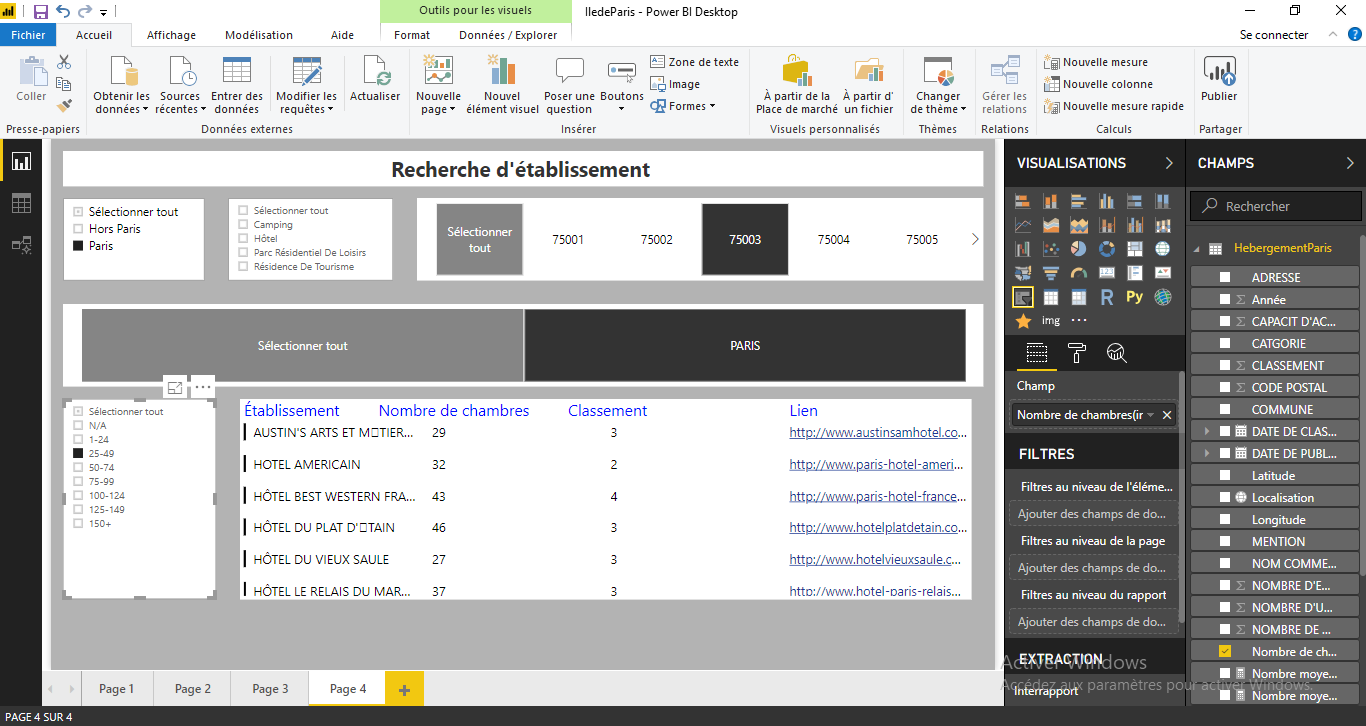 Outils pour les visuels
IledeParis - Power BI Desktop
Fichier
Accueil
Affichage
Modélisation
Aide
Format
Données / Explorer
Se connecter
Coller
Presse-papiers
Obtenir les données
Sources récentes
Entrer des données
Données externes
Modifier les requêtes
Actualiser
Nouvelle page
Nouvel élément visuel
Poser une question
Boutons
Zone de texte
Image
Formes
Insérer
À partir de la Place de marché
À partir d' un fichier
Visuels personnalisés
Changer de thème
Thèmes
Gérer les relations
Relations
Nouvelle mesure
Nouvelle colonne
Nouvelle mesure rapide
Calculs
Publier
Partager
Recherche d'établissement
Sélectionner tout
Hors Paris
Paris
Sélectionner tout
Camping
Hôtel
Parc Résidentiel De Loisirs
Résidence De Tourisme
Sélectionner tout
75001
75002
75003
75004
75005
Sélectionner tout
PARIS
Sélectionner tout
N/A
1-24
25-49
50-74
75-99
100-124
125-149
150+
Établissement Nombre de chambres Classement Lien
AUSTIN'S ARTS ET M□TIER... 29 3 http://www.austinsamhotel.co...
HOTEL AMERICAIN 32 2 http://www.paris-hotel-ameri...
HÔTEL BEST WESTERN FRA... 43 4 http://www.paris-hotel-france...
HÔTEL DU PLAT D'□TAIN 46 3 http://www.hotelplatdetain.co...
HÔTEL DU VIEUX SAULE 27 3 http://www.hotelvieuxsaule.c...
HÔTEL LE RELAIS DU MAR... 37 3 http://www.hotel-paris-relais...
VISUALISATIONS
R
Py
img
Champ
Nombre de chambres(ir
FILTRES
Filtres au niveau de l'éléme...
Ajouter des champs de do...
Filtres au niveau de la page
Ajouter des champs de do...
Filtres au niveau du rapport
Ajouter des champs de do...
EXTRACTION
Interrapport
CHAMPS
Rechercher
HebergementParis
ADRESSE
Année
CAPACIT D'AC...
CATGORIE
CLASSEMENT
CODE POSTAL
COMMUNE
DATE DE CLAS...
DATE DE PUBL...
Latitude
Localisation
Longitude
MENTION
NOM COMME...
NOMBRE D'E...
NOMBRE D'U...
NOMBRE DE ...
Nombre de ch...
Nombre moye...
Nombre moye...
Activer Windows
Accédez aux paramètres pour activer Windows.
Page 1
Page 2
Page 3
Page 4
PAGE 4 SUR 4